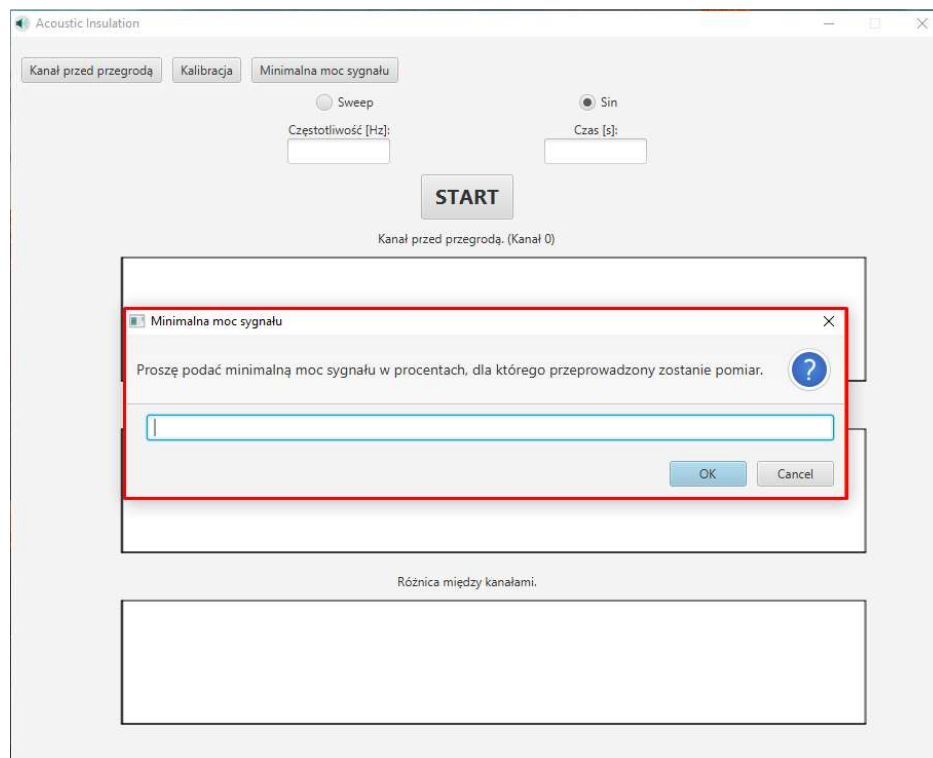 Acoustic Insulation
Kanał przed przegrodą Kalibracja Minimalna moc sygnału
Sweep Sin
Częstotliwość [Hz]: Czas [s]:
START
Kanał przed przegrodą. (Kanał 0)
Minimalna moc sygnału
Proszę podać minimalną moc sygnału w procentach, dla którego przeprowadzony zostanie pomiar.
?
OK Cancel
Różnica między kanałami.